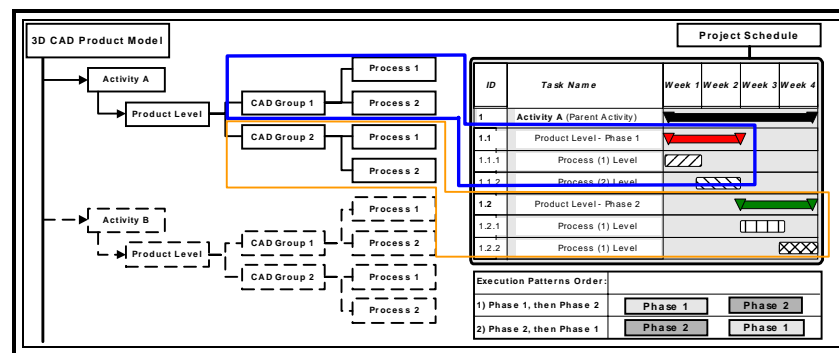 3D CAD Product Model
Activity A
Product Level
CAD Group 1
CAD Group 2
Process 1
Process 2
Process 1
Process 2
Activity B
Product Level
CAD Group 1
CAD Group 2
Process 1
Process 2
Process 1
Process 2
Project Schedule
ID Task Name Week 1 Week 2 Week 3 Week 4
1 Activity A (Parent Activity)
1.1 Product Level - Phase 1
1.1.1 Process (1) Level
1.1.2 Process (2) Level
1.2 Product Level - Phase 2
1.2.1 Process (1) Level
1.2.2 Process (1) Level
Execution Patterns Order:
1) Phase 1, then Phase 2 Phase 1 Phase 2
2) Phase 2, then Phase 1 Phase 2 Phase 1